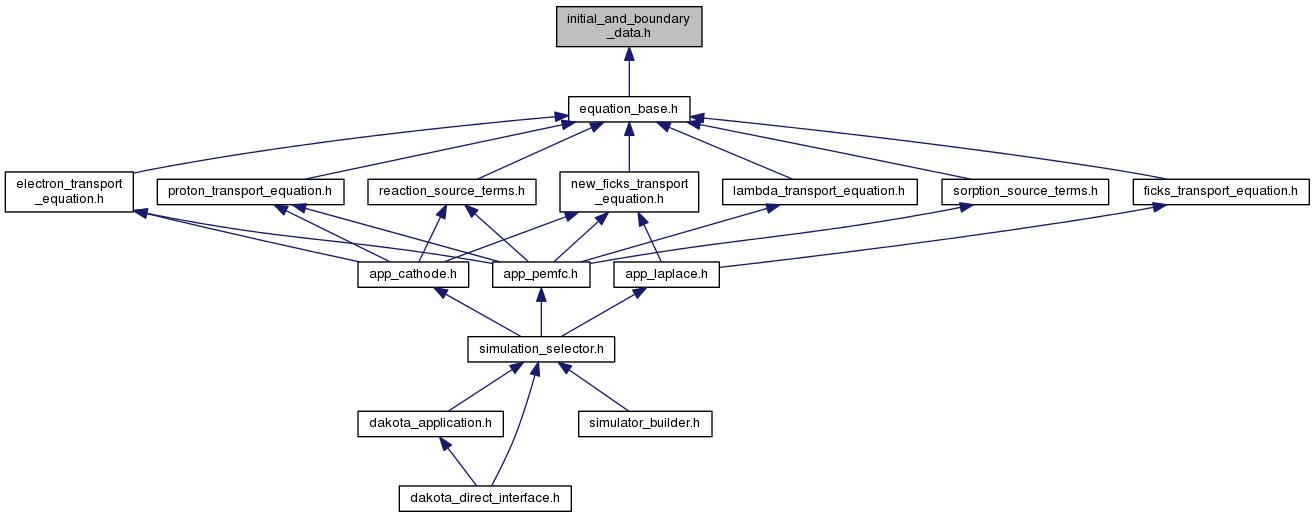 initial_and_boundary
_data.h
equation_base.h
electron_transport
_equation.h
proton_transport_equation.h
reaction_source_terms.h
new_ficks_transport
_equation.h
lambda_transport_equation.h
sorption_source_terms.h
ficks_transport_equation.h
app_cathode.h
app_pemfc.h
app_laplace.h
simulation_selector.h
dakota_application.h
simulator_builder.h
dakota_direct_interface.h